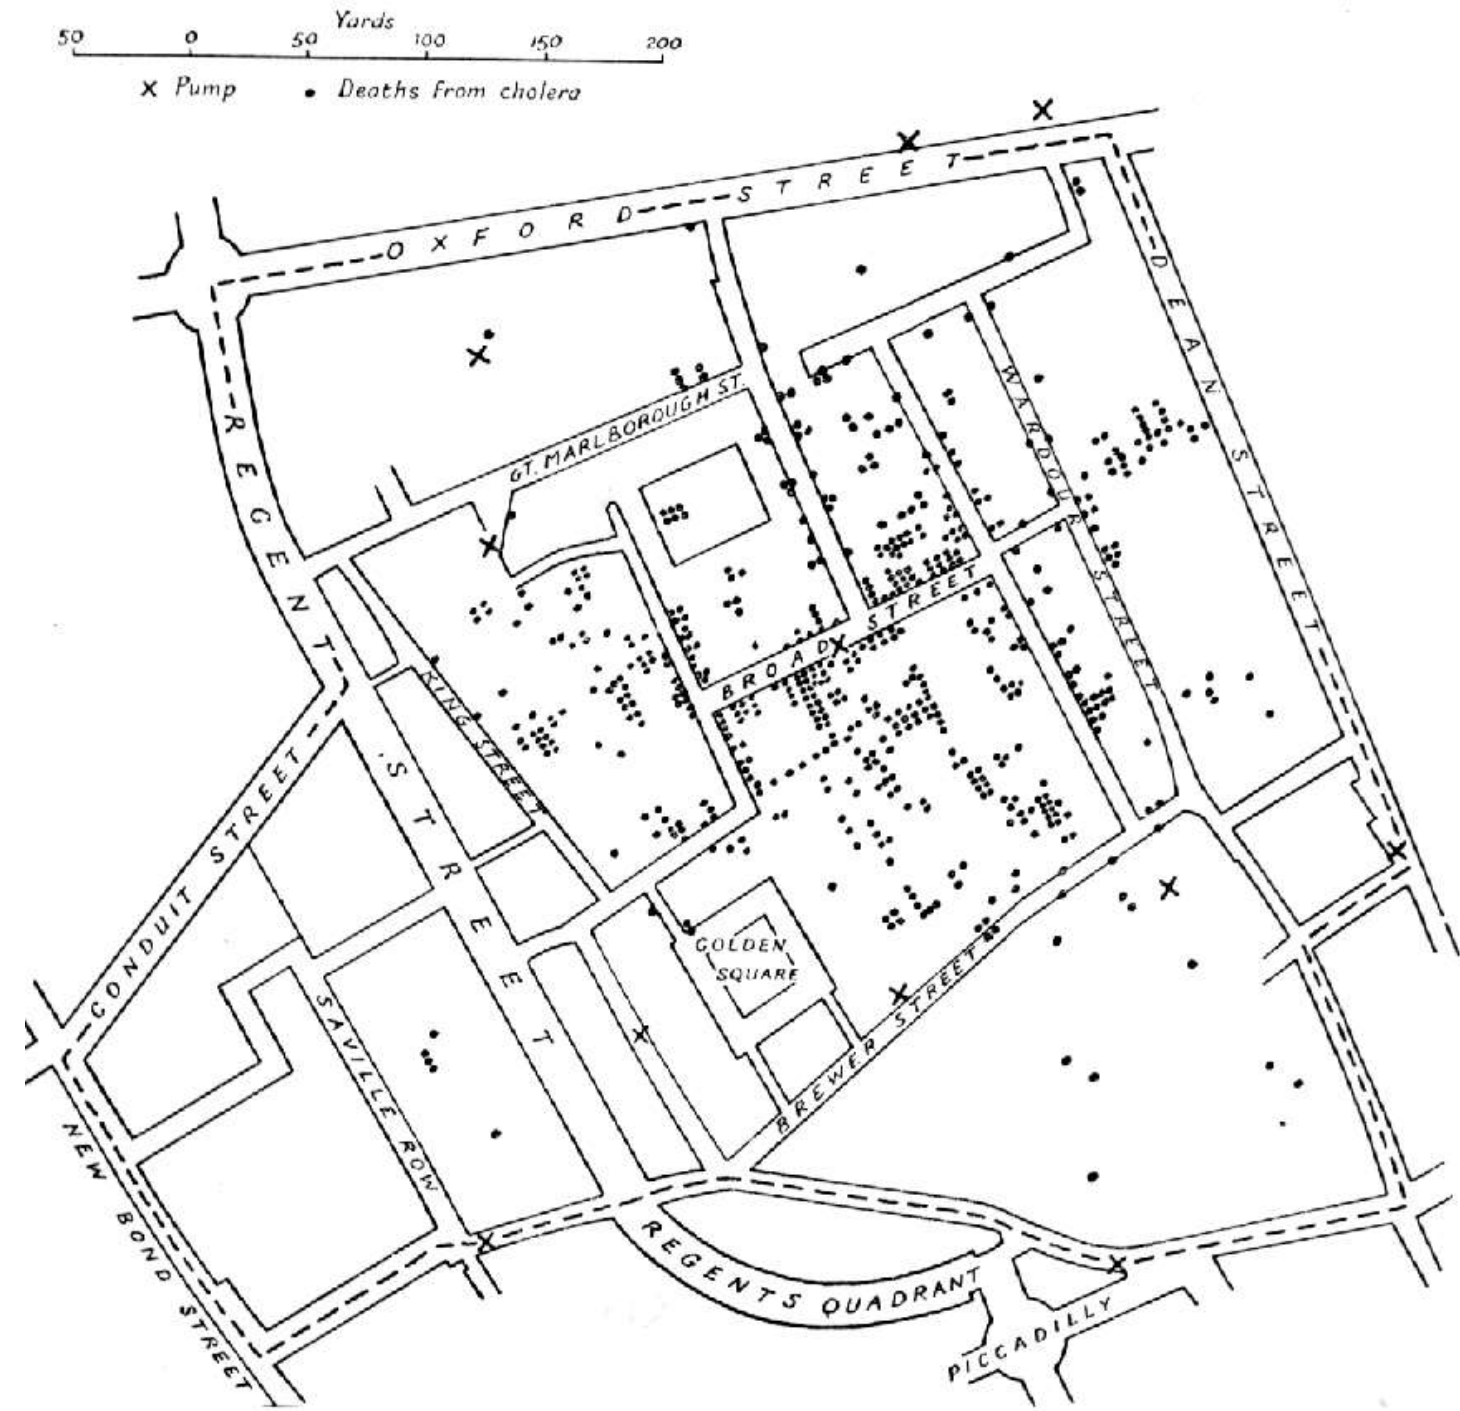 Yards
50 0 50 100 150 200
x Pump • Deaths from cholera
OXFORD STREET
DEAN STREET
REGENT STREET
GT. MARLBOROUGH ST.
WARDOUR STREET
BROAD STREET
KING STREET
CONDUIT STREET
GOLDEN
SQUARE
SAVILLE ROW
BREWER STREET
NEW BOND STREET
REGENTS QUADRANT
PICCADILLY